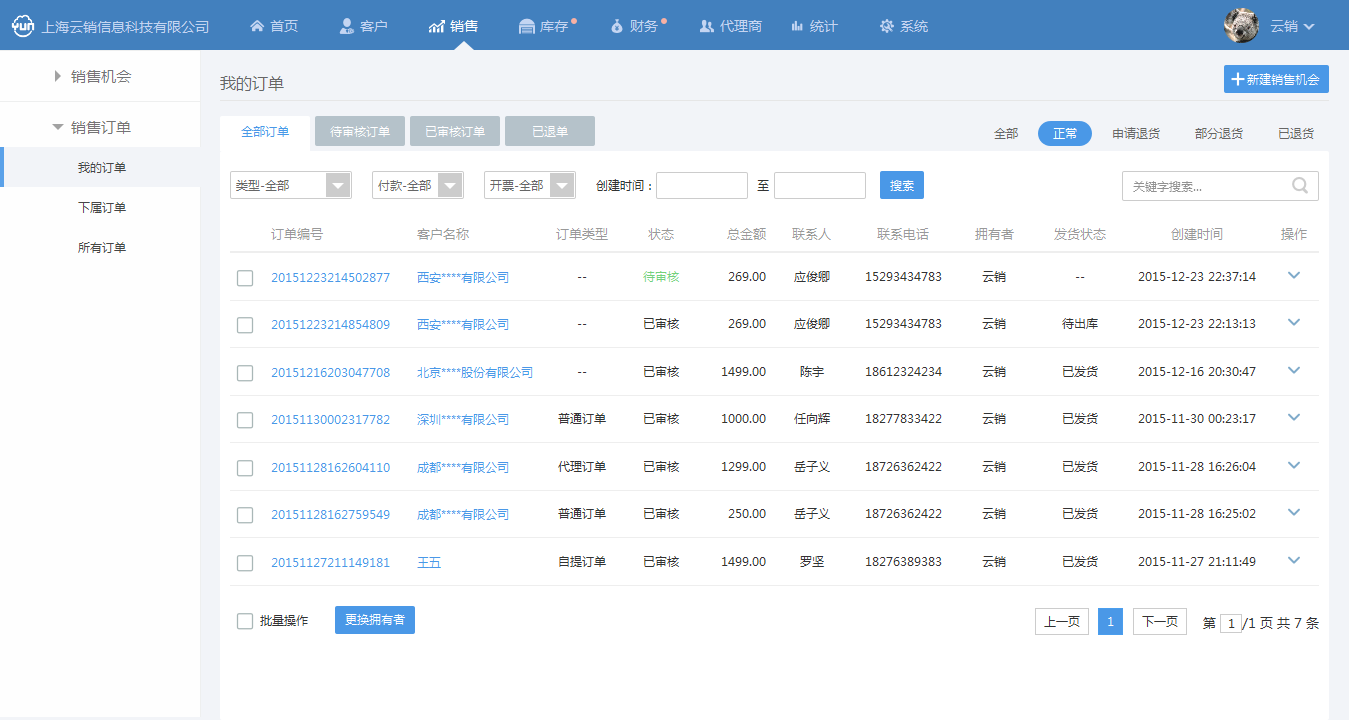 yun 上海云销信息科技有限公司 首页 客户 销售 库存 财务 代理商 统计 系统 云销
销售机会
销售订单
我的订单
下属订单
所有订单
我的订单 新建销售机会
全部订单 待审核订单 已审核订单 已退单 全部 正常 申请退货 部分退货 已退货
类型-全部 付款-全部 开票-全部 创建时间： 至 搜索 关键字搜索...
订单编号 客户名称 订单类型 状态 总金额 联系人 联系电话 拥有者 发货状态 创建时间 操作
20151223214502877 西安****有限公司 -- 待审核 269.00 应俊卿 15293434783 云销 -- 2015-12-23 22:37:14
20151223214854809 西安****有限公司 -- 已审核 269.00 应俊卿 15293434783 云销 待出库 2015-12-23 22:13:13
20151216203047708 北京****股份有限公司 -- 已审核 1499.00 陈宇 18612324234 云销 已发货 2015-12-16 20:30:47
20151130002317782 深圳****有限公司 普通订单 已审核 1000.00 任向辉 18277833422 云销 已发货 2015-11-30 00:23:17
20151128162604110 成都****有限公司 代理订单 已审核 1299.00 岳子义 18726362422 云销 已发货 2015-11-28 16:26:04
20151128162759549 成都****有限公司 普通订单 已审核 250.00 岳子义 18726362422 云销 已发货 2015-11-28 16:25:02
20151127211149181 王五 自提订单 已审核 1499.00 罗坚 18276389383 云销 已发货 2015-11-27 21:11:49
批量操作 更换拥有者 上一页 1 下一页 第 1 /1 页 共 7 条